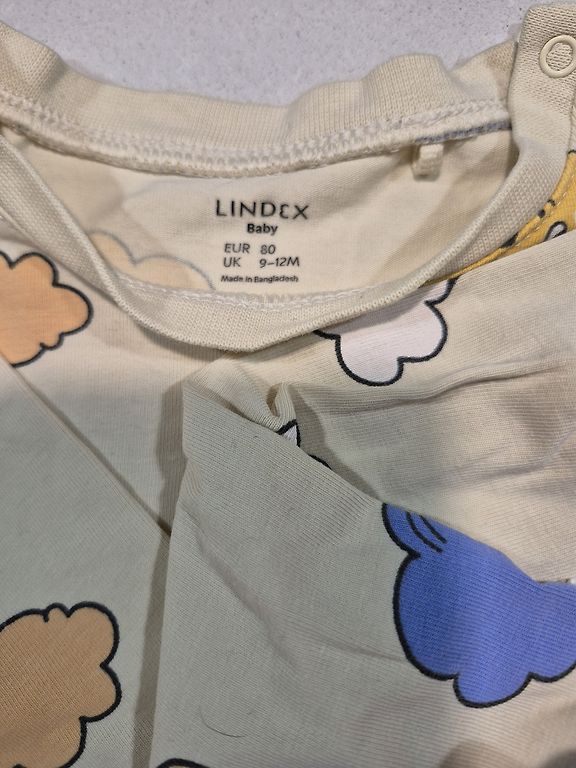 LINDEX
Baby
EUR 80
UK 9-12M
Made in Bangladesh